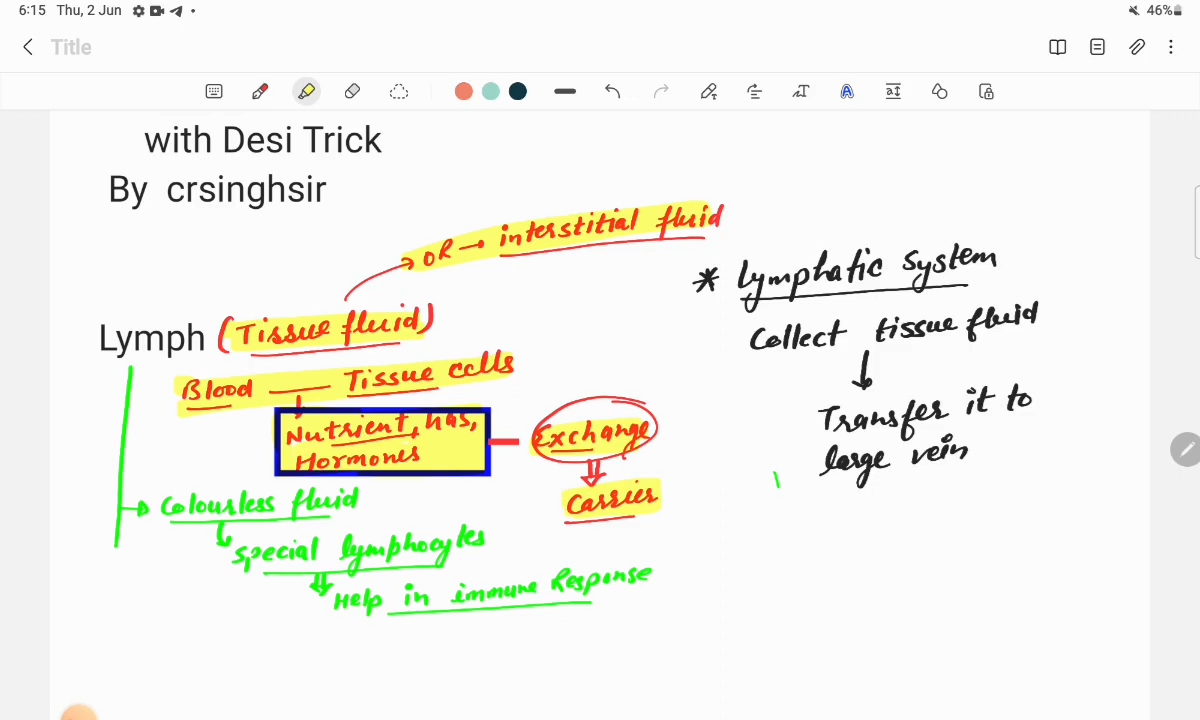 6:15 Thu, 2 Jun
46%
Title
with Desi Trick
By crsinghsir
OR → interstitial fluid
Lymph (Tissue fluid)
Blood — Tissue cells
Nutrient, has,
Hormones
Exchange
Carrier
Colourless fluid
special lymphocytes
Help in immune Response
* Lymphatic system
Collect tissue fluid
Transfer it to
large vein